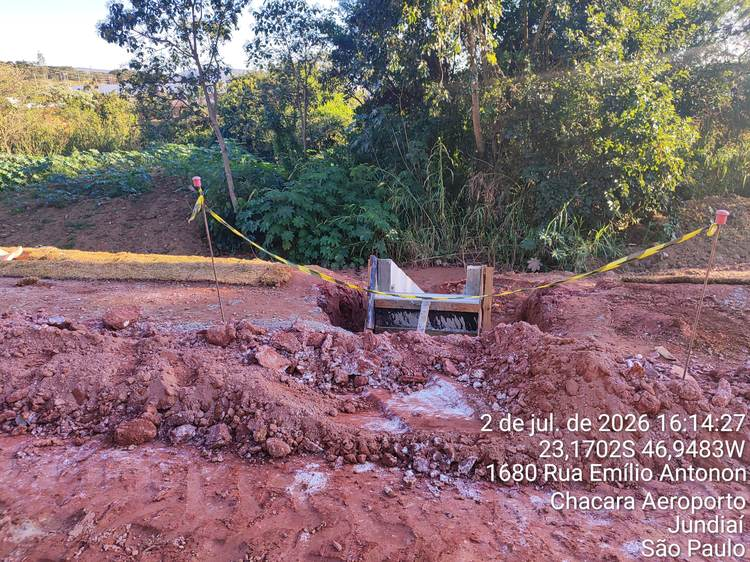 2 de jul. de 2026 16:14:27
23,1702S 46,9483W
1680 Rua Emílio Antonon
Chacara Aeroporto
Jundiaí
São Paulo